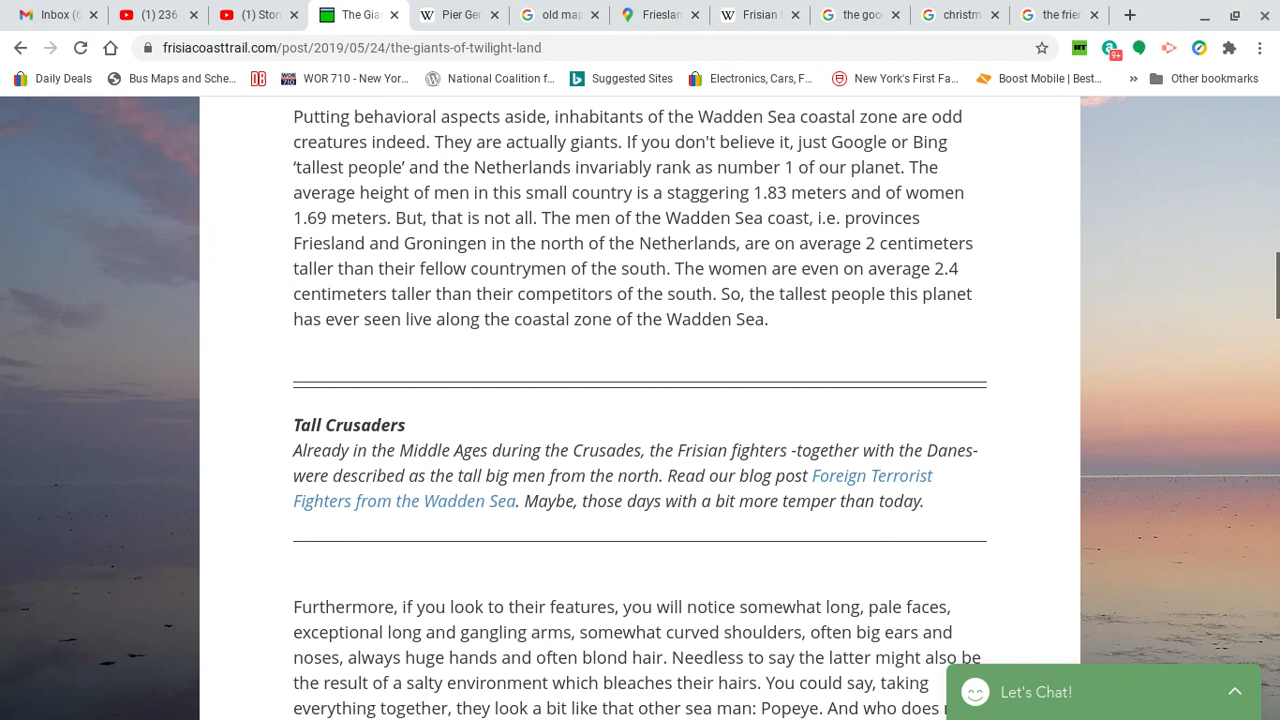 Inbox (6
(1) 236
(1) Ston
The Gia
Pier Ge
old map
Frieslan
Frisian
the goo
christm
the frie
frisiacoasttrail.com/post/2019/05/24/the-giants-of-twilight-land
RT
a
9+
Daily Deals
Bus Maps and Sche...
DB
WOR 710 - New Yor...
National Coalition f...
Suggested Sites
Electronics, Cars, F...
New York's First Fa...
Boost Mobile | Best...
»
Other bookmarks
Putting behavioral aspects aside, inhabitants of the Wadden Sea coastal zone are odd
creatures indeed. They are actually giants. If you don't believe it, just Google or Bing
‘tallest people’ and the Netherlands invariably rank as number 1 of our planet. The
average height of men in this small country is a staggering 1.83 meters and of women
1.69 meters. But, that is not all. The men of the Wadden Sea coast, i.e. provinces
Friesland and Groningen in the north of the Netherlands, are on average 2 centimeters
taller than their fellow countrymen of the south. The women are even on average 2.4
centimeters taller than their competitors of the south. So, the tallest people this planet
has ever seen live along the coastal zone of the Wadden Sea.
Tall Crusaders
Already in the Middle Ages during the Crusades, the Frisian fighters -together with the Danes-
were described as the tall big men from the north. Read our blog post Foreign Terrorist
Fighters from the Wadden Sea. Maybe, those days with a bit more temper than today.
Furthermore, if you look to their features, you will notice somewhat long, pale faces,
exceptional long and gangling arms, somewhat curved shoulders, often big ears and
noses, always huge hands and often blond hair. Needless to say the latter might also be
the result of a salty environment which bleaches their hairs. You could say, taking
everything together, they look a bit like that other sea man: Popeye. And who does
Let's Chat!